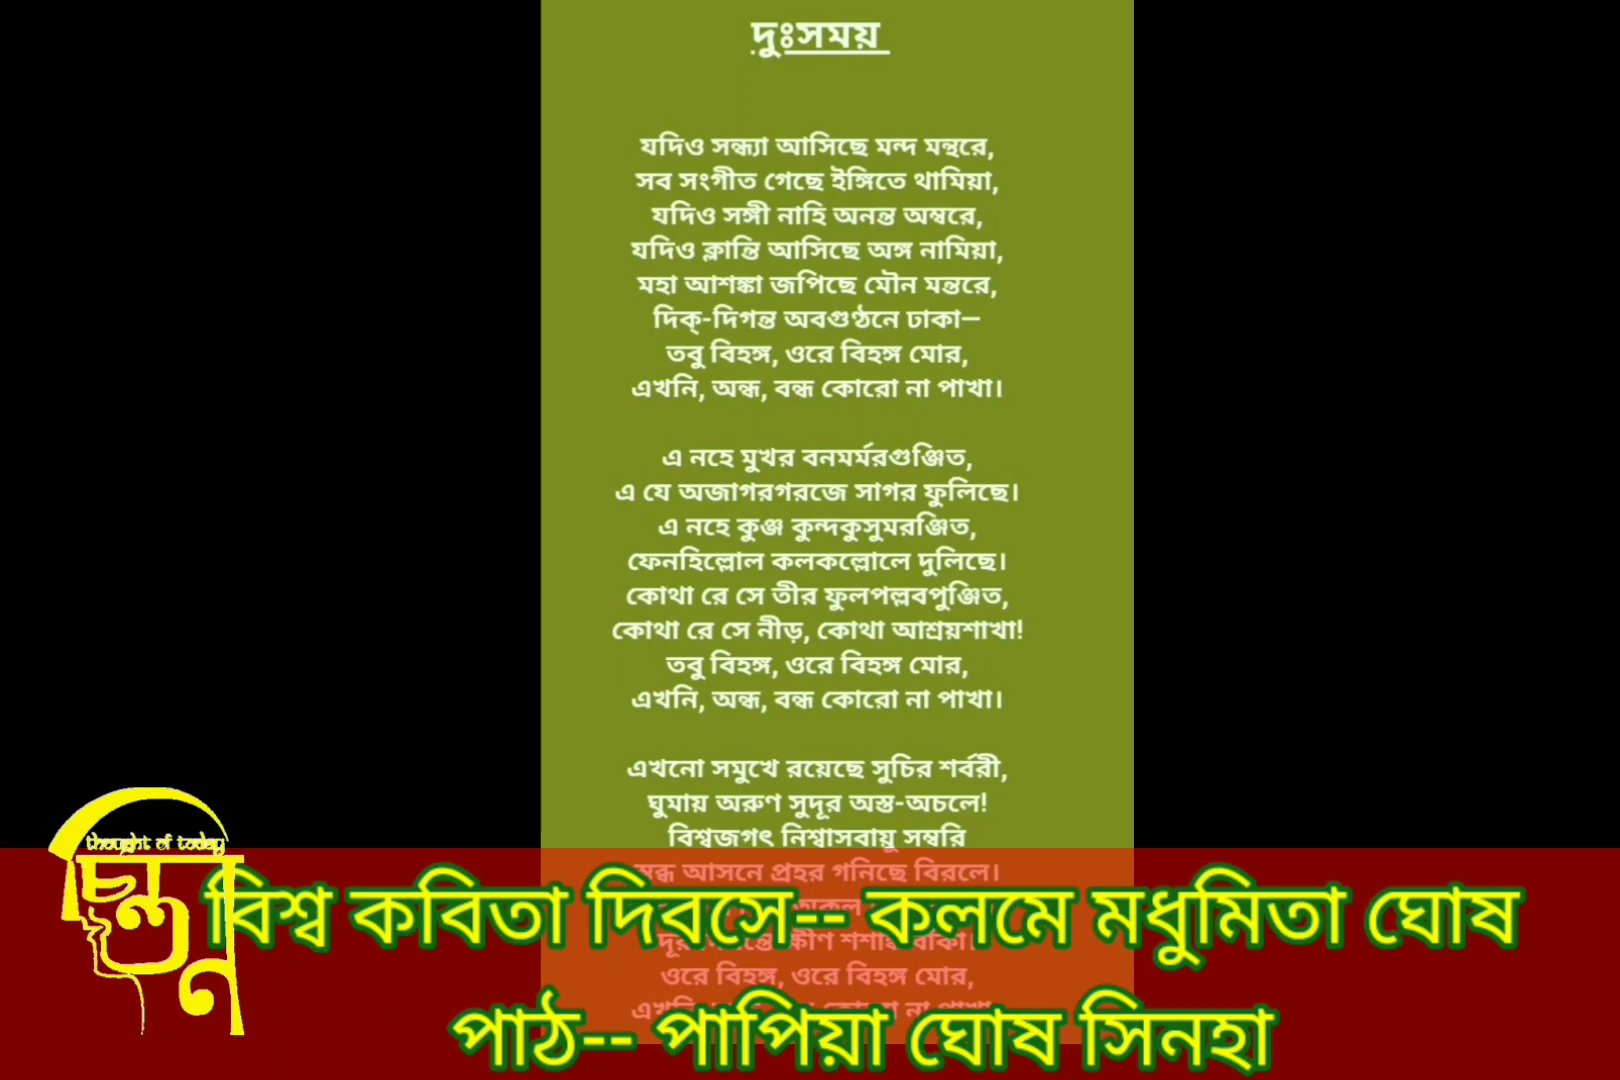 দুঃসময়
যদিও সন্ধ্যা আসিছে মন্দ মন্থরে,
সব সংগীত গেছে ইঙ্গিতে থামিয়া,
যদিও সঙ্গী নাহি অনন্ত অম্বরে,
যদিও ক্লান্তি আসিছে অঙ্গ নামিয়া,
মহা আশঙ্কা জপিছে মৌন মন্তরে,
দিক্-দিগন্ত অবগুণ্ঠনে ঢাকা—
তবু বিহঙ্গ, ওরে বিহঙ্গ মোর,
এখনি, অন্ধ, বন্ধ কোরো না পাখা।
এ নহে মুখর বনমর্মরগুঞ্জিত,
এ যে অজাগরগরজে সাগর ফুলিছে।
এ নহে কুঞ্জ কুন্দকুসুমরঞ্জিত,
ফেনহিল্লোল কলকল্লোলে দুলিছে।
কোথা রে সে তীর ফুলপল্লবপুঞ্জিত,
কোথা রে সে নীড়, কোথা আশ্রয়শাখা!
তবু বিহঙ্গ, ওরে বিহঙ্গ মোর,
এখনি, অন্ধ, বন্ধ কোরো না পাখা।
এখনো সমুখে রয়েছে সুচির শর্বরী,
ঘুমায় অরুণ সুদূর অস্ত-অচলে!
বিশ্বজগৎ নিশ্বাসবায়ু সম্বরি
আসনে প্রহর গনিছে বিরলে।
ওরে বিহঙ্গ, ওরে বিহঙ্গ মোর,
thought of today
বিশ্ব কবিতা দিবসে-- কলমে মধুমিতা ঘোষ
পাঠ-- পাপিয়া ঘোষ সিনহা